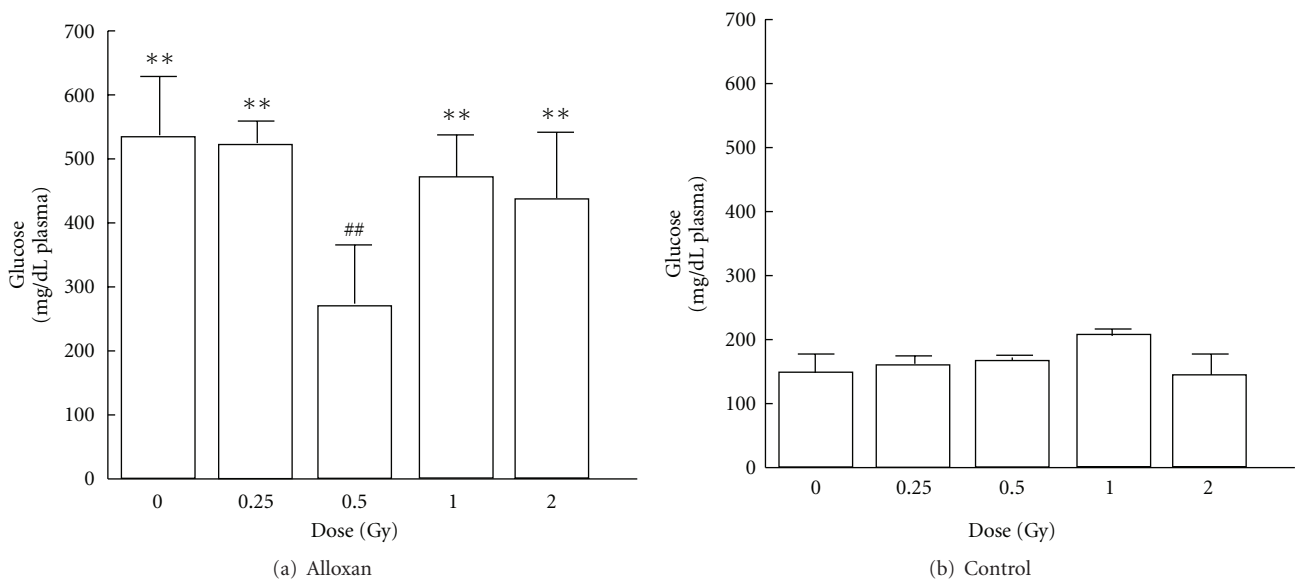 700
600
500
400
300
200
100
0
Glucose
(mg/dL plasma)
∗∗
∗∗
##
∗∗
∗∗
0 0.25 0.5 1 2
Dose (Gy)
(a) Alloxan
700
600
500
400
300
200
100
0
Glucose
(mg/dL plasma)
0 0.25 0.5 1 2
Dose (Gy)
(b) Control